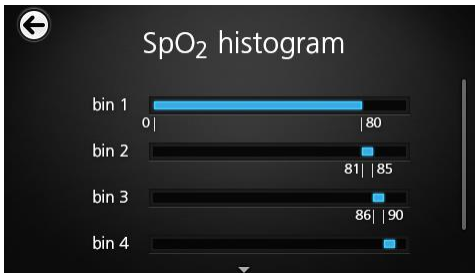 SpO₂ histogram
bin 1
0| |80
bin 2
81| |85
bin 3
86| |90
bin 4